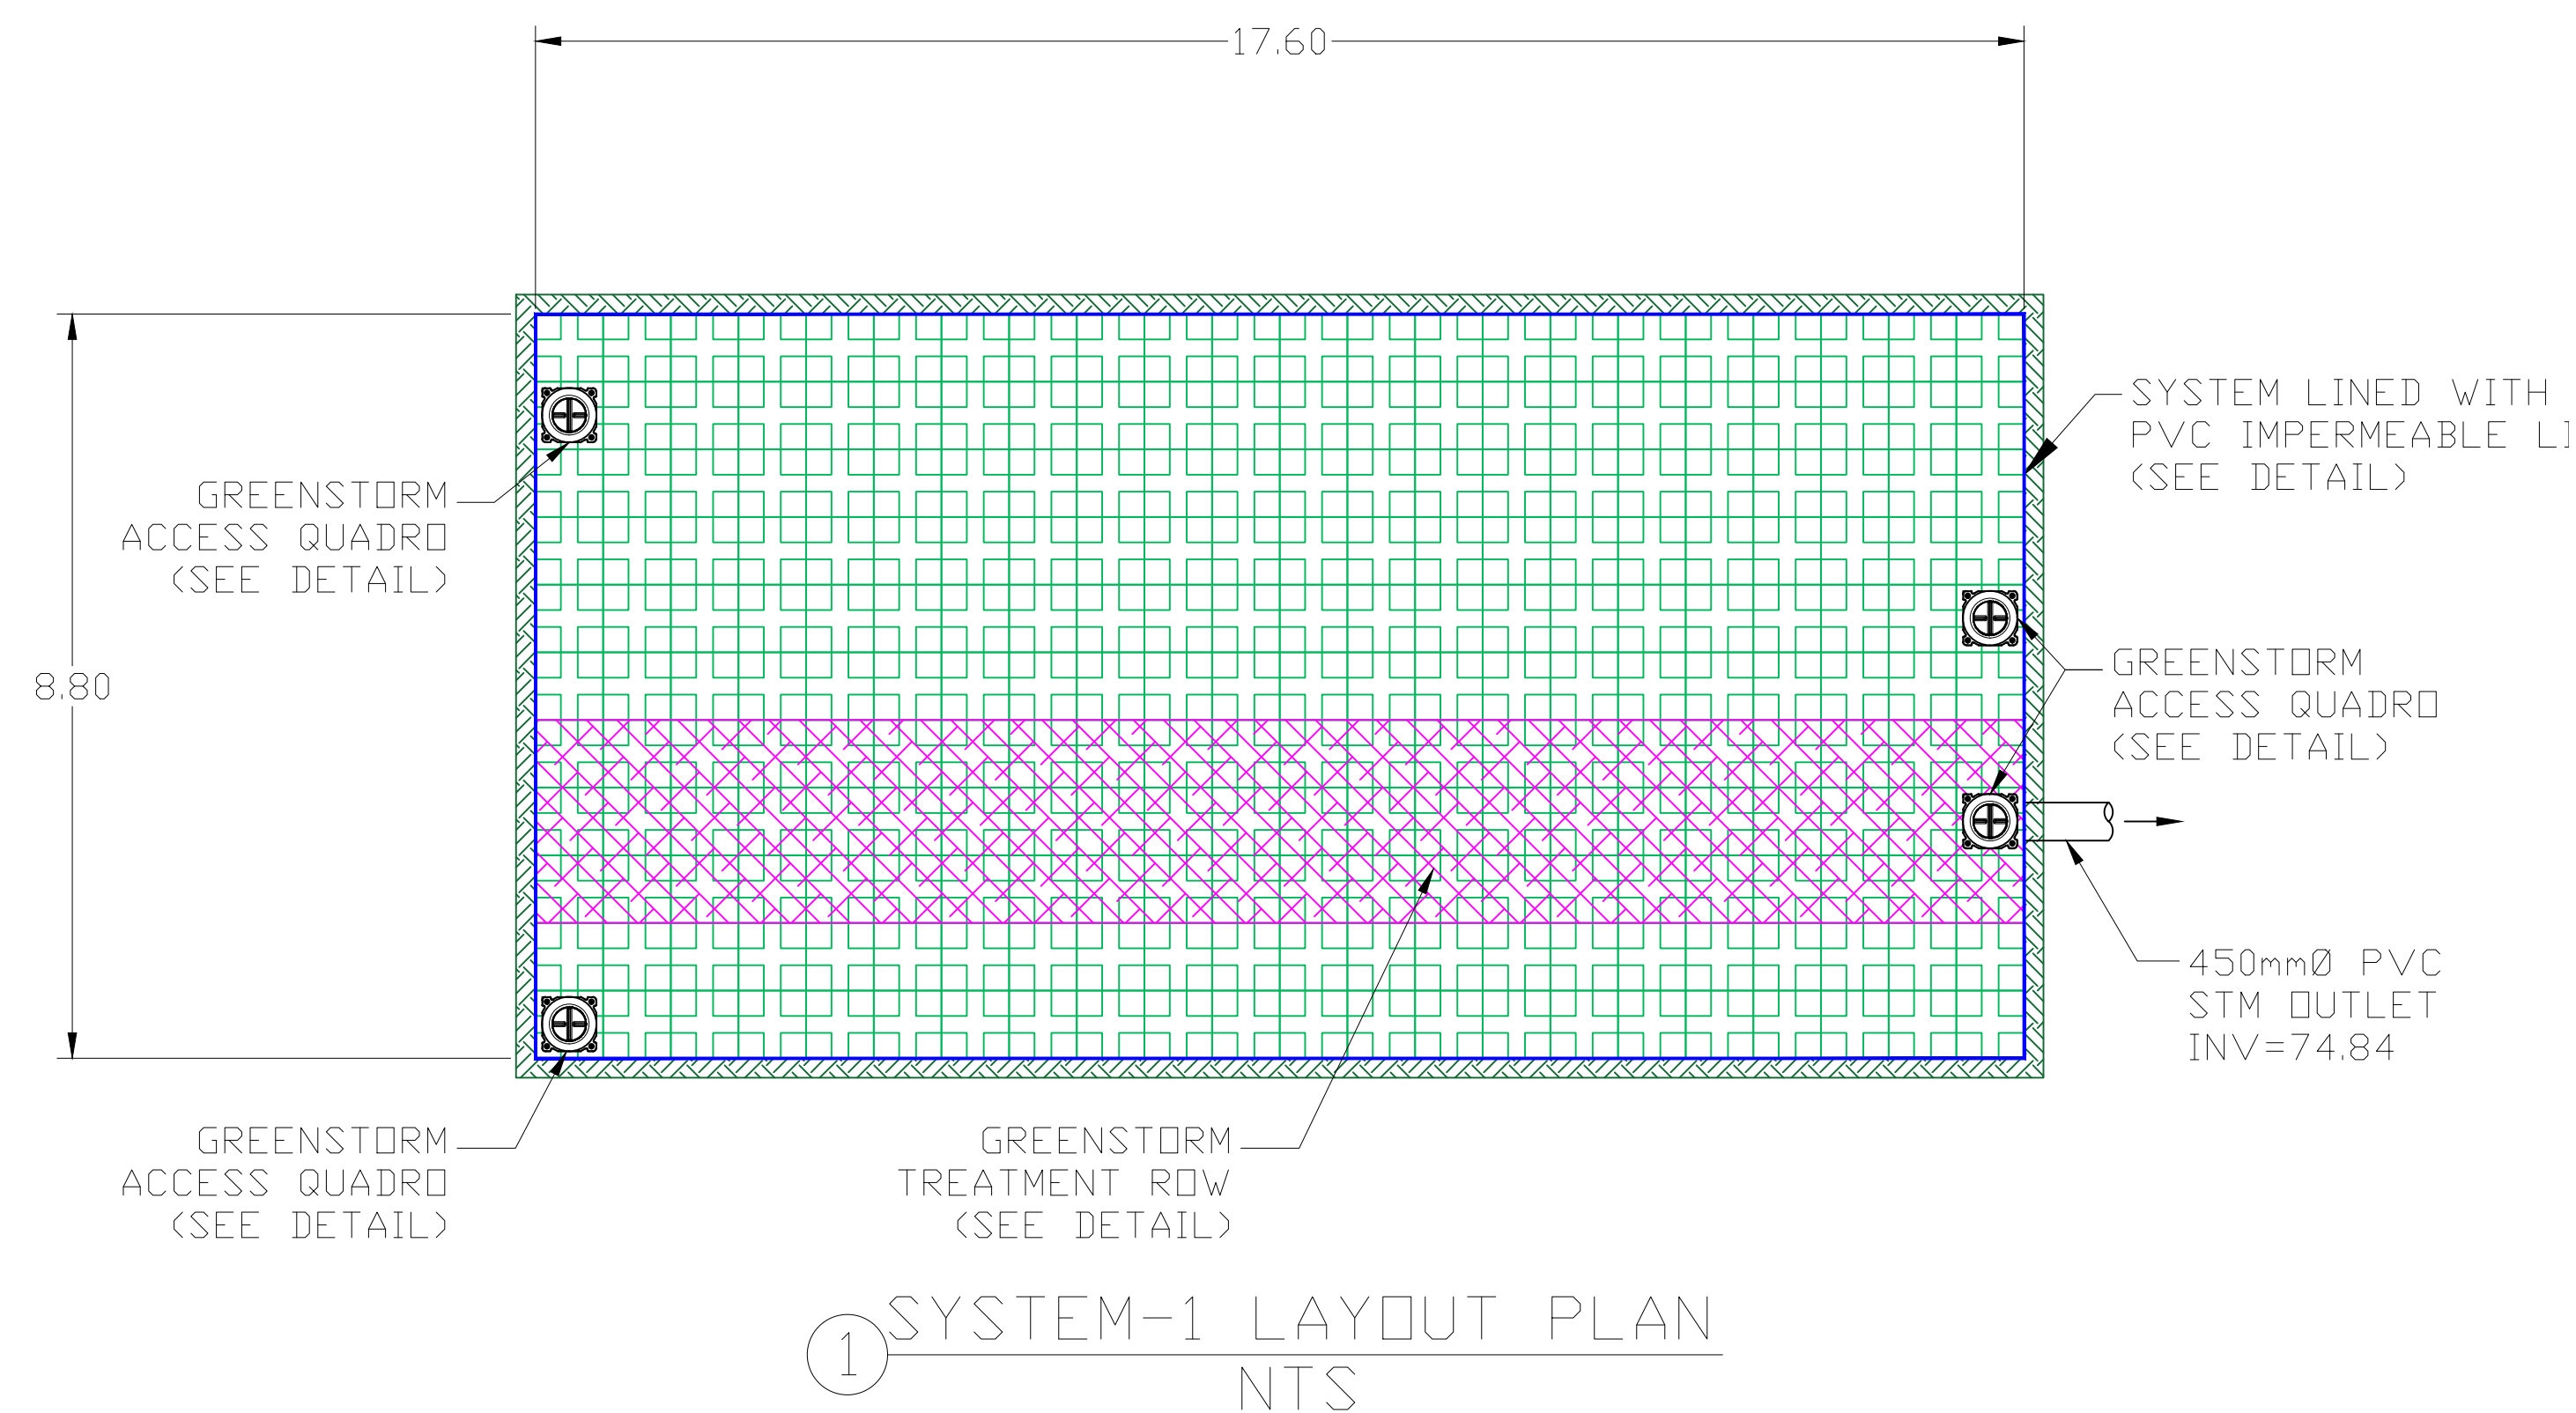 17.60
SYSTEM LINED WITH
PVC IMPERMEABLE
(SEE DETAIL)
GREENSTORM
ACCESS QUADRO
(SEE DETAIL)
8.80
GREENSTORM
ACCESS QUADRO
(SEE DETAIL)
450mmØ PVC
STM OUTLET
INV=74.84
GREENSTORM
ACCESS QUADRO
(SEE DETAIL)
GREENSTORM
TREATMENT ROW
(SEE DETAIL)
1
SYSTEM-1 LAYOUT PLAN
NTS